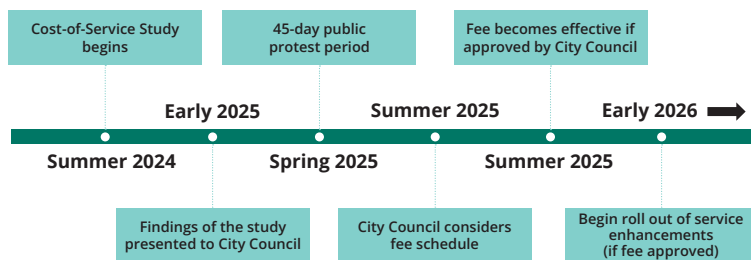 Cost-of-Service Study
begins
45-day public
protest period
Fee becomes effective if
approved by City Council
Early 2025
Summer 2025
Early 2026
Summer 2024
Spring 2025
Summer 2025
Findings of the study
presented to City Council
City Council considers
fee schedule
Begin roll out of service
enhancements
(if fee approved)